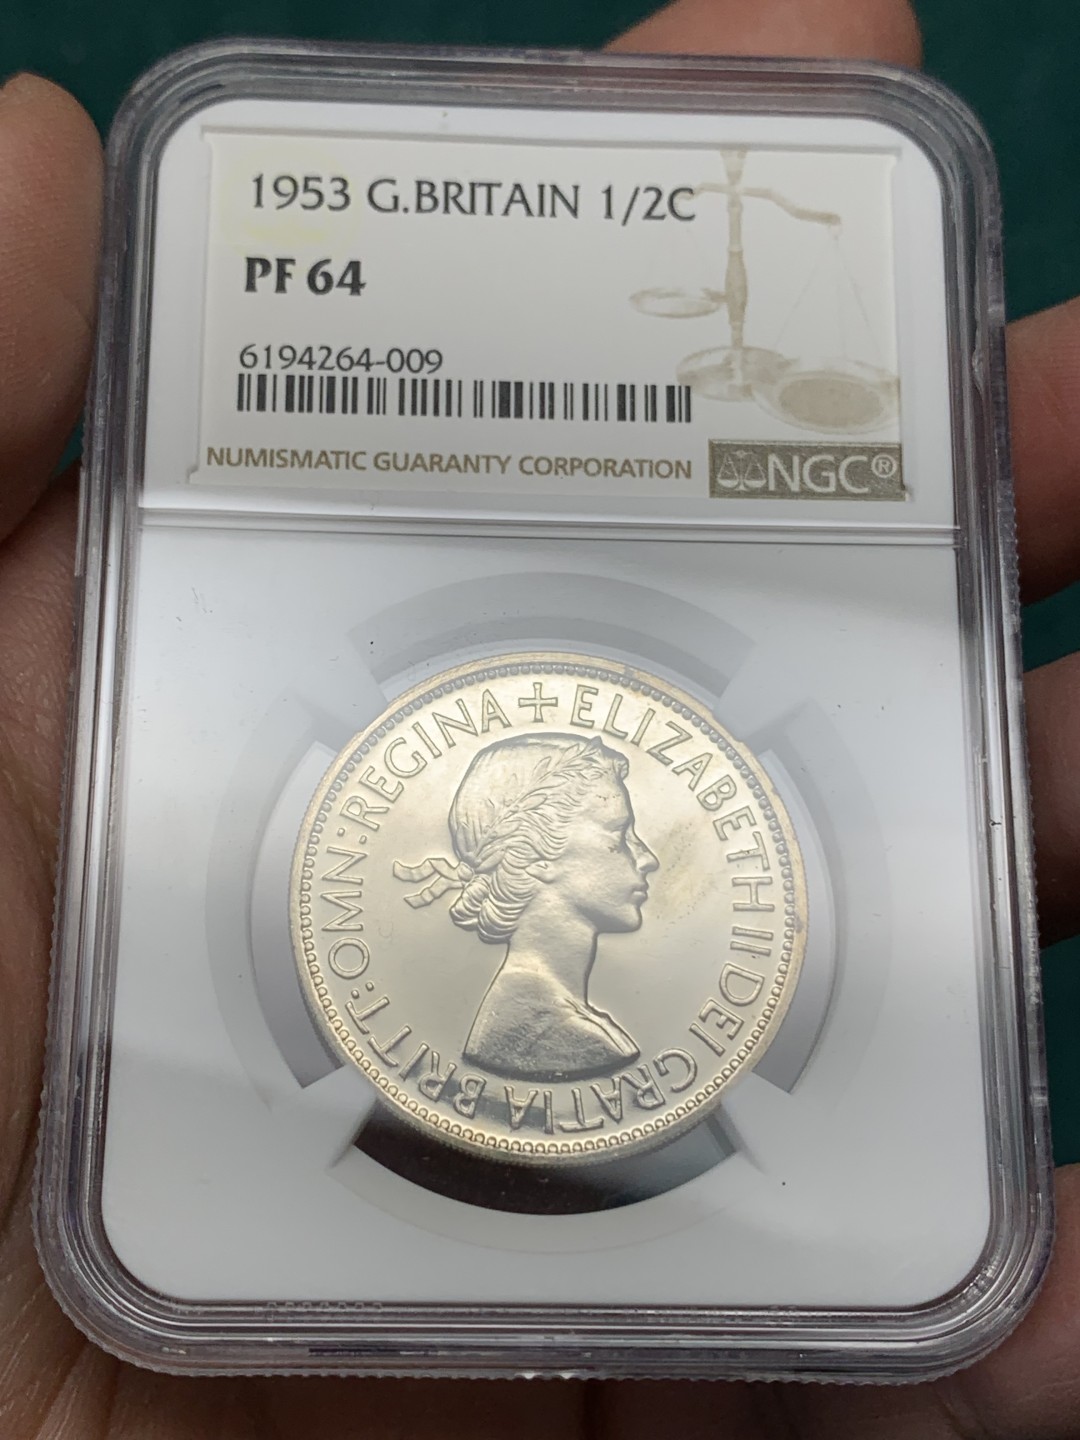 1953 G.BRITAIN 1/2C
PF 64
6194264-009
NUMISMATIC GUARANTY CORPORATION NGC®
+ ELIZABETH II DEI GRATIA BRITT:OMN:REGINA